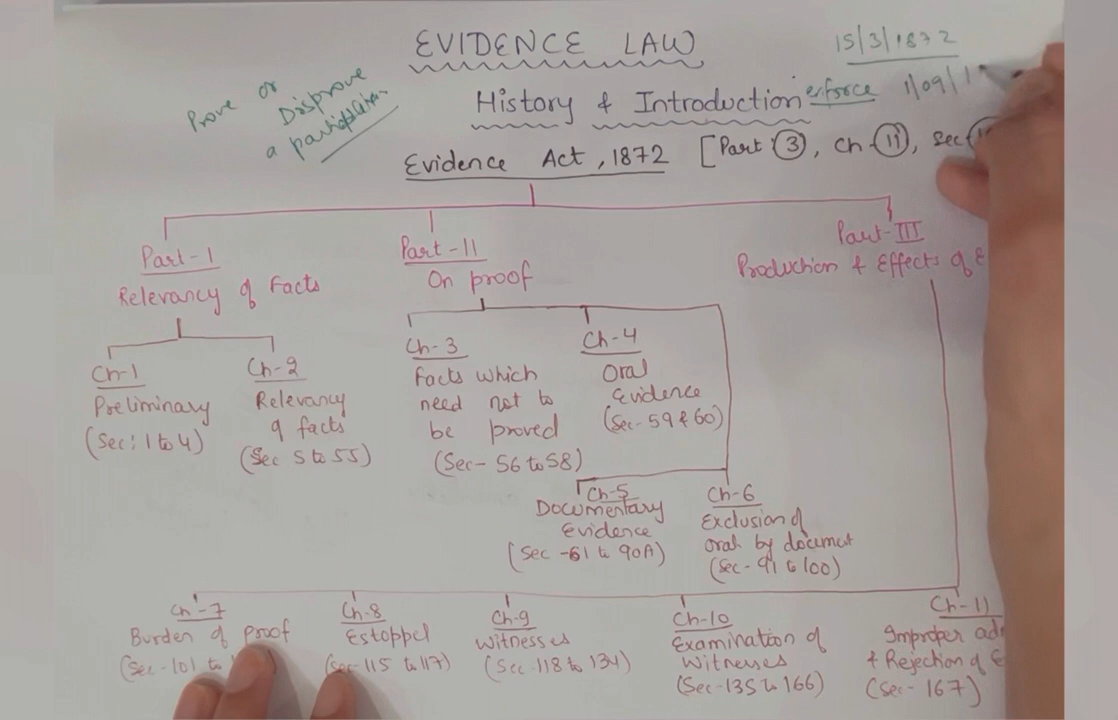 EVIDENCE LAW
15/3/1872
Prove or
Disprove
a
History & Introduction
enforce 1/09/1
Evidence Act, 1872 [Part ③, Ch-⑪, Sec
Part-I
Relevancy of Facts
Part-II
On proof
Part-III
Production & Effects of E
Ch-1
Preliminary
(Sec: 1 to 4)
Ch-2
Relevancy
of facts
(Sec 5 to 55)
Ch-3
Facts which
need not to
be proved
(Sec- 56 to 58)
Ch-4
Oral
Evidence
(Sec- 59 & 60)
Ch-5
Documentary
Evidence
(Sec -61 to 90A)
Ch-6
Exclusion of
oral by documet
(Sec- 91 to 100)
Ch-7
Burden of proof
(Sec-101 to
Ch-8
Estoppel
(Sec-115 to 117)
Ch-9
Witnesses
(Sec-118 to 134)
Ch-10
Examination of
Witnesses
(Sec-135 to 166)
Ch-11
Improper ad
& Rejection of E
(Sec- 167)